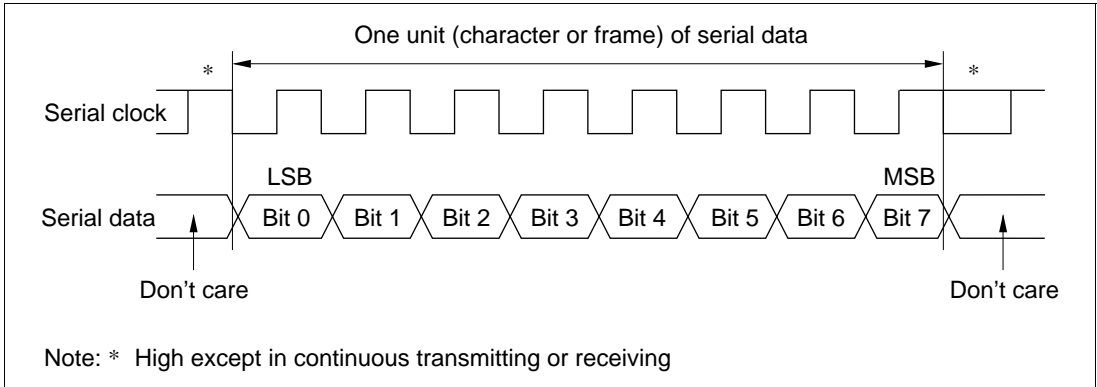 One unit (character or frame) of serial data
* *
Serial clock
LSB MSB
Serial data Bit 0 Bit 1 Bit 2 Bit 3 Bit 4 Bit 5 Bit 6 Bit 7
Don’t care Don’t care
Note: * High except in continuous transmitting or receiving